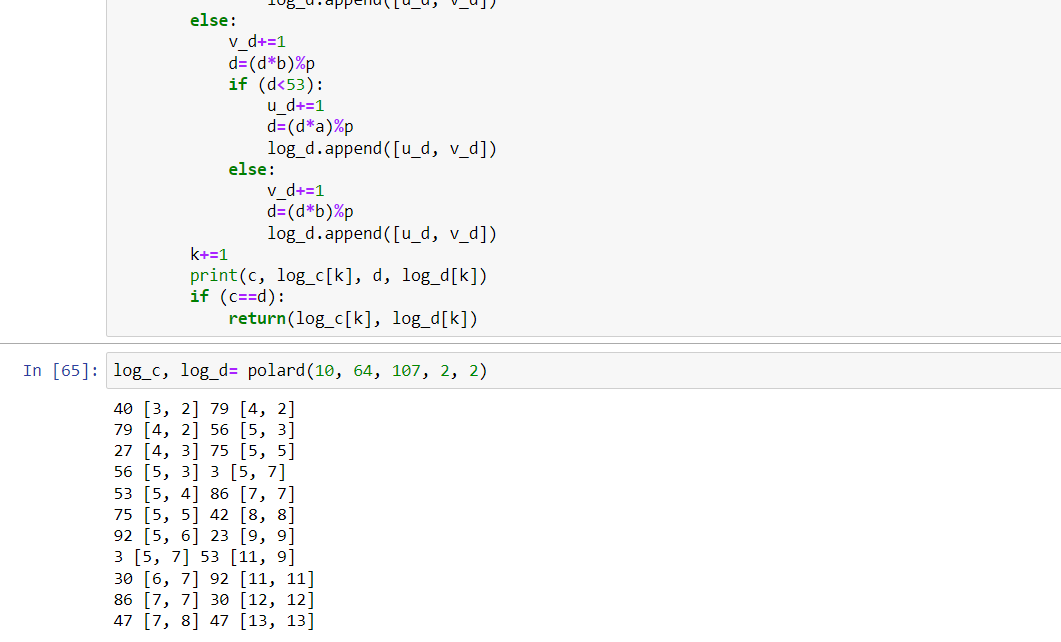 log_d.append([u_d, v_d])
else:
v_d+=1
d=(d*b)%p
if (d<53):
u_d+=1
d=(d*a)%p
log_d.append([u_d, v_d])
else:
v_d+=1
d=(d*b)%p
log_d.append([u_d, v_d])
k+=1
print(c, log_c[k], d, log_d[k])
if (c==d):
return(log_c[k], log_d[k])
In [65]: log_c, log_d= polard(10, 64, 107, 2, 2)
40 [3, 2] 79 [4, 2]
79 [4, 2] 56 [5, 3]
27 [4, 3] 75 [5, 5]
56 [5, 3] 3 [5, 7]
53 [5, 4] 86 [7, 7]
75 [5, 5] 42 [8, 8]
92 [5, 6] 23 [9, 9]
3 [5, 7] 53 [11, 9]
30 [6, 7] 92 [11, 11]
86 [7, 7] 30 [12, 12]
47 [7, 8] 47 [13, 13]